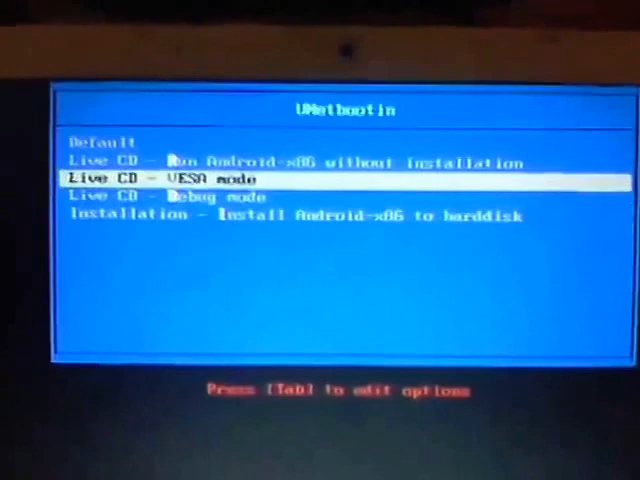 UNetbootin
Default
Live CD - Run Android-x86 without installation
Live CD - VESA mode
Live CD - Debug mode
Installation - Install Android-x86 to harddisk
Press [Tab] to edit options